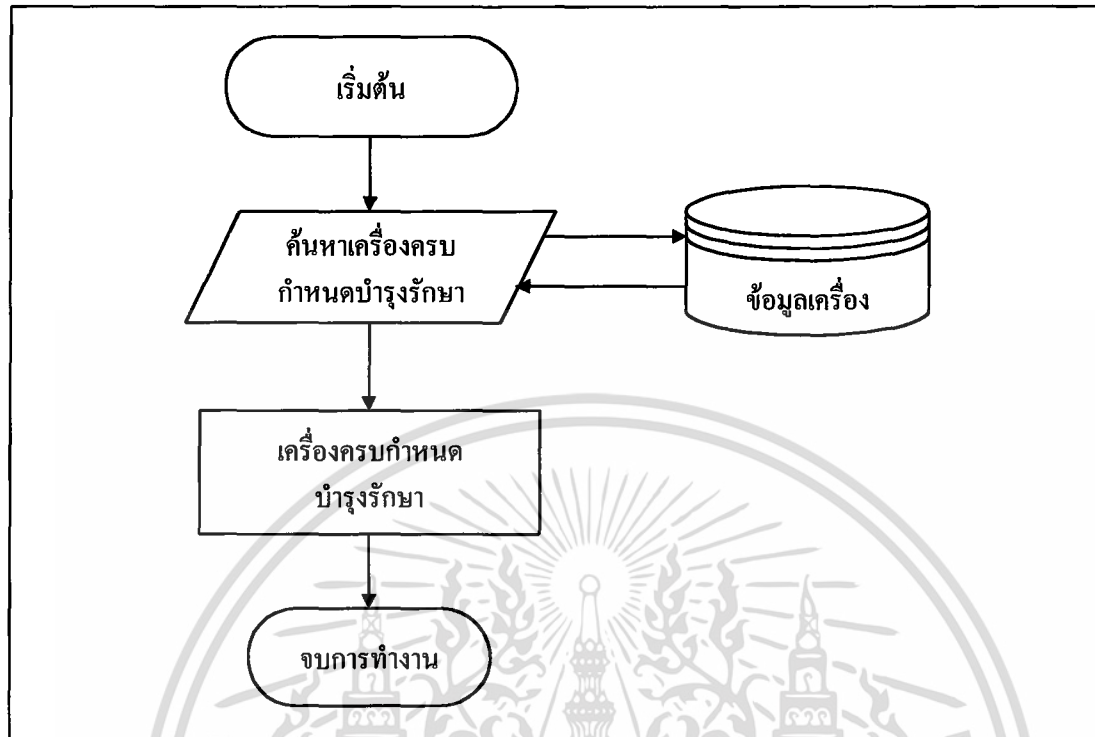 เริ่มต้น
ค้นหาเครื่องครบ
กำหนดบำรุงรักษา
ข้อมูลเครื่อง
เครื่องครบกำหนด
บำรุงรักษา
จบการทำงาน